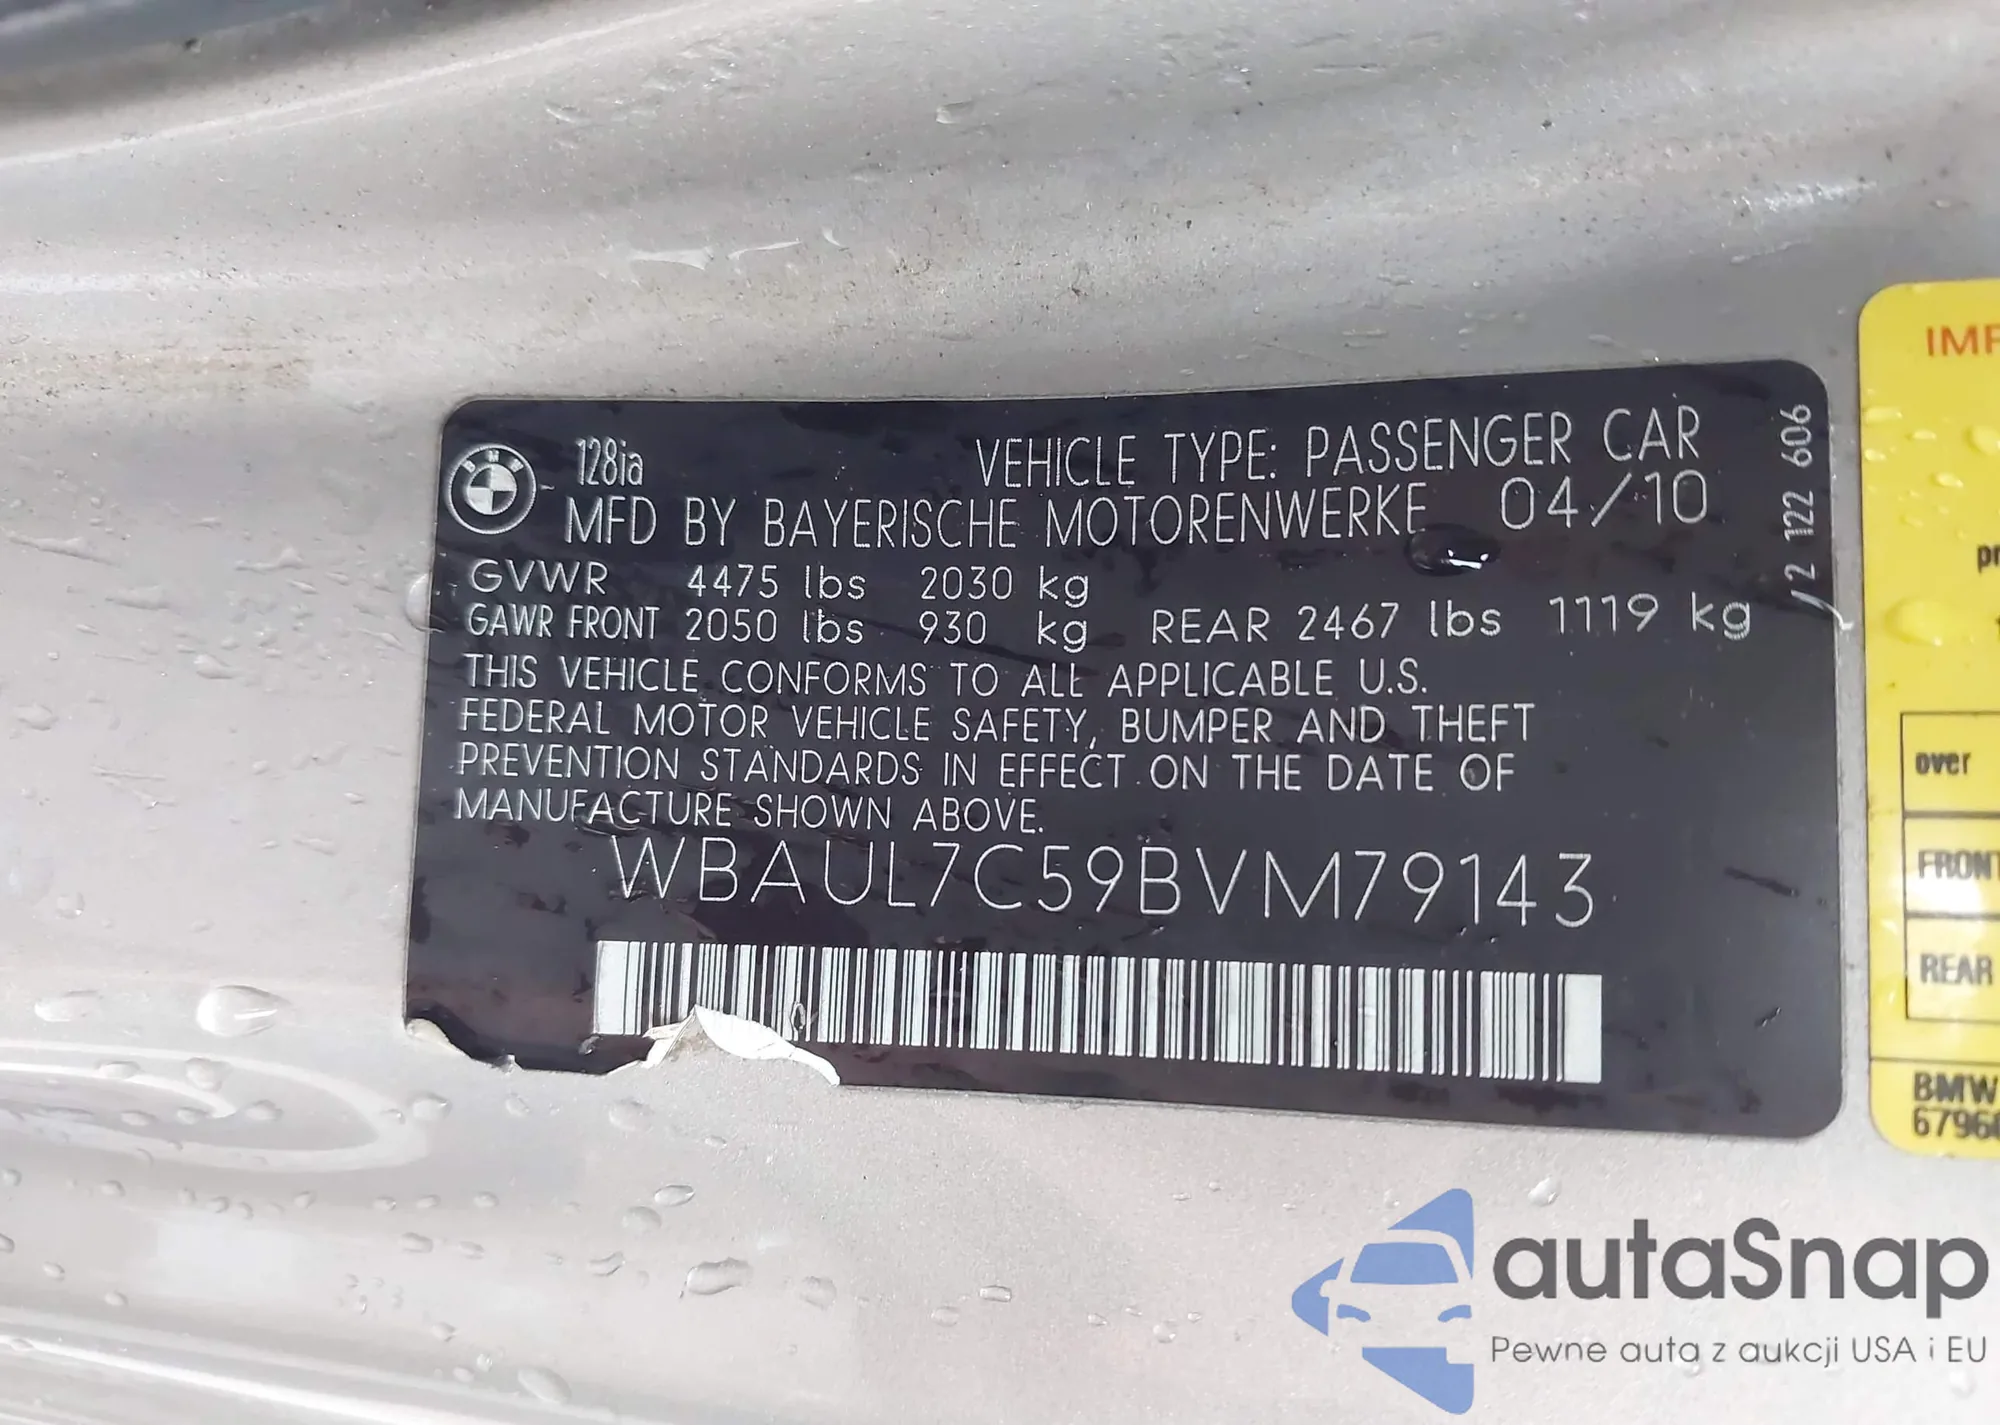 128ia
VEHICLE TYPE: PASSENGER CAR
MFD BY BAYERISCHE MOTORENWERKE 04/10
GVWR 4475 lbs 2030 kg
GAWR FRONT 2050 lbs 930 kg REAR 2467 lbs 1119 kg
THIS VEHICLE CONFORMS TO ALL APPLICABLE U.S.
FEDERAL MOTOR VEHICLE SAFETY, BUMPER AND THEFT
PREVENTION STANDARDS IN EFFECT ON THE DATE OF
MANUFACTURE SHOWN ABOVE.
WBAUL7C59BVM79143
2 122 606
BMW
over
FRONT
REAR
BMW
autaSnap
Pewne auta z aukcji USA i EU